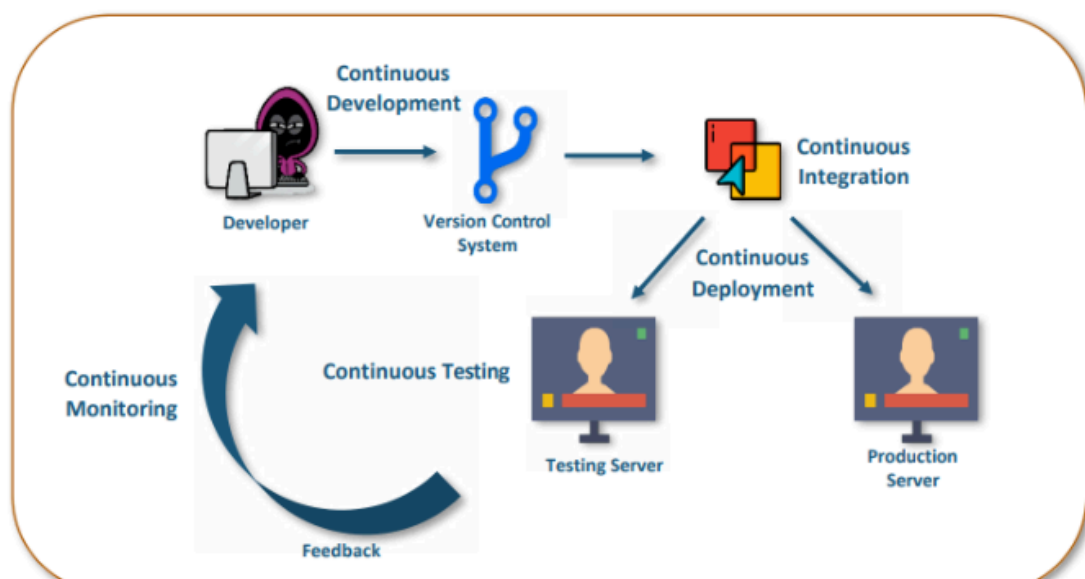 Continuous
Development
Developer
Version Control
System
Continuous
Integration
Continuous
Deployment
Continuous Testing
Testing Server
Production
Server
Continuous
Monitoring
Feedback